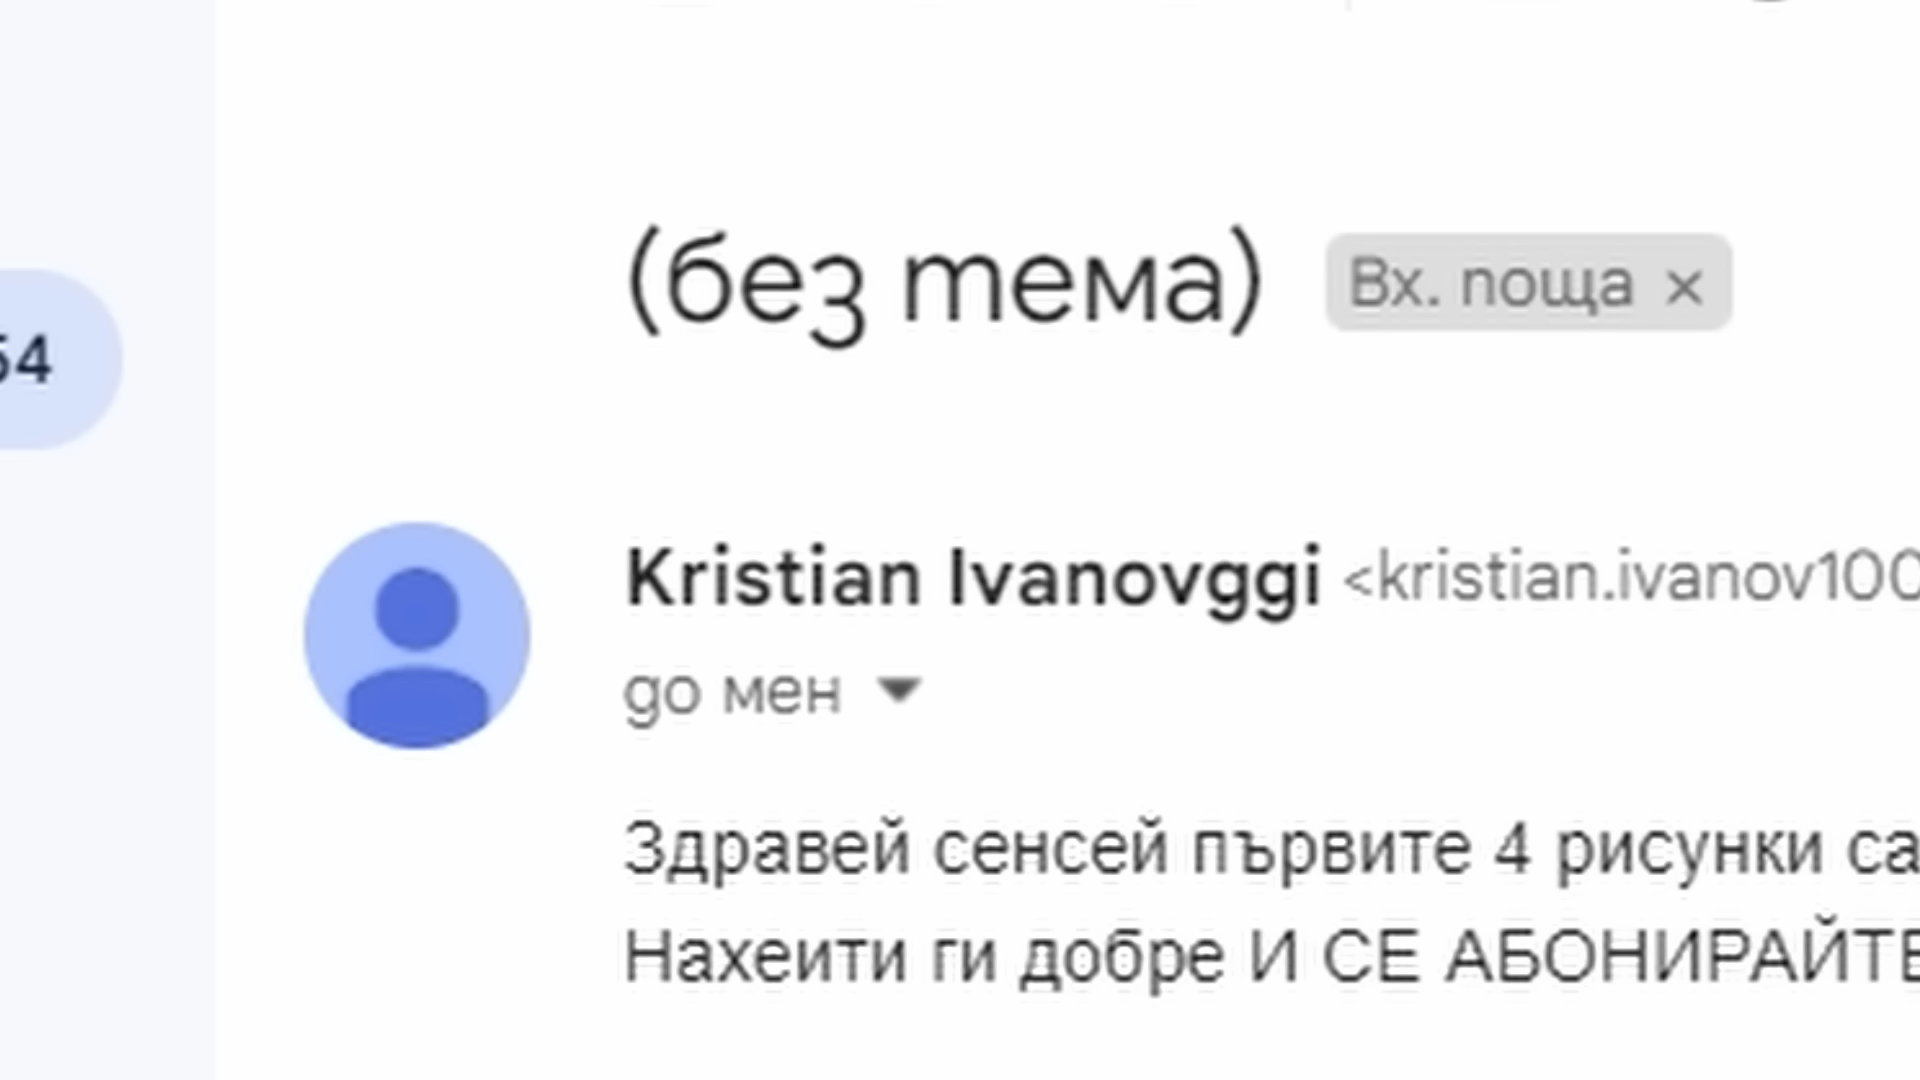 (без тема) Вх. поща ×
54
Kristian Ivanovggi <kristian.ivanov100
до мен
Здравей сенсей първите 4 рисунки са
Нахеити ги добре И СЕ АБОНИРАЙТЕ